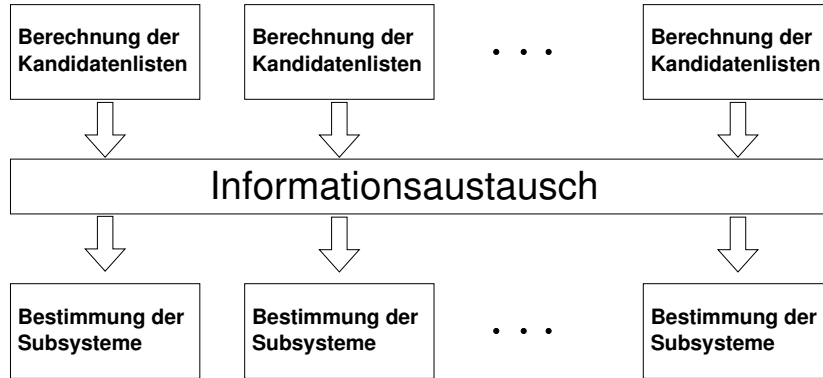 Berechnung der
Kandidatenlisten
Berechnung der
Kandidatenlisten
. . .
Berechnung der
Kandidatenlisten
Informationsaustausch
Bestimmung der
Subsysteme
Bestimmung der
Subsysteme
. . .
Bestimmung der
Subsysteme